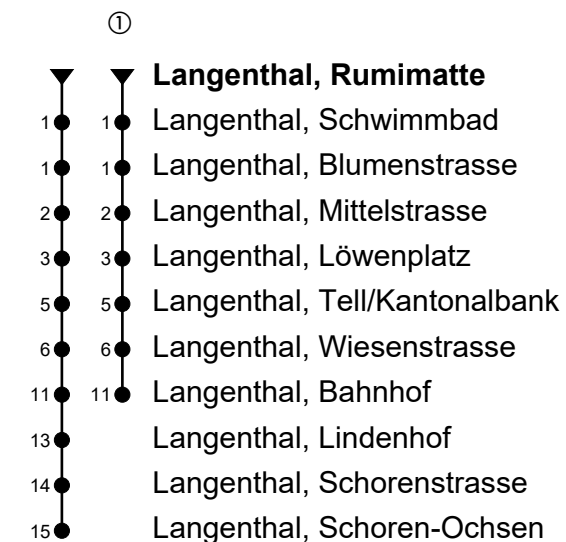 ①
Langenthal, Rumimatte
1 1 Langenthal, Schwimmbad
1 1 Langenthal, Blumenstrasse
2 2 Langenthal, Mittelstrasse
3 3 Langenthal, Löwenplatz
5 5 Langenthal, Tell/Kantonalbank
6 6 Langenthal, Wiesenstrasse
11 11 Langenthal, Bahnhof
13 Langenthal, Lindenhof
14 Langenthal, Schorenstrasse
15 Langenthal, Schoren-Ochsen